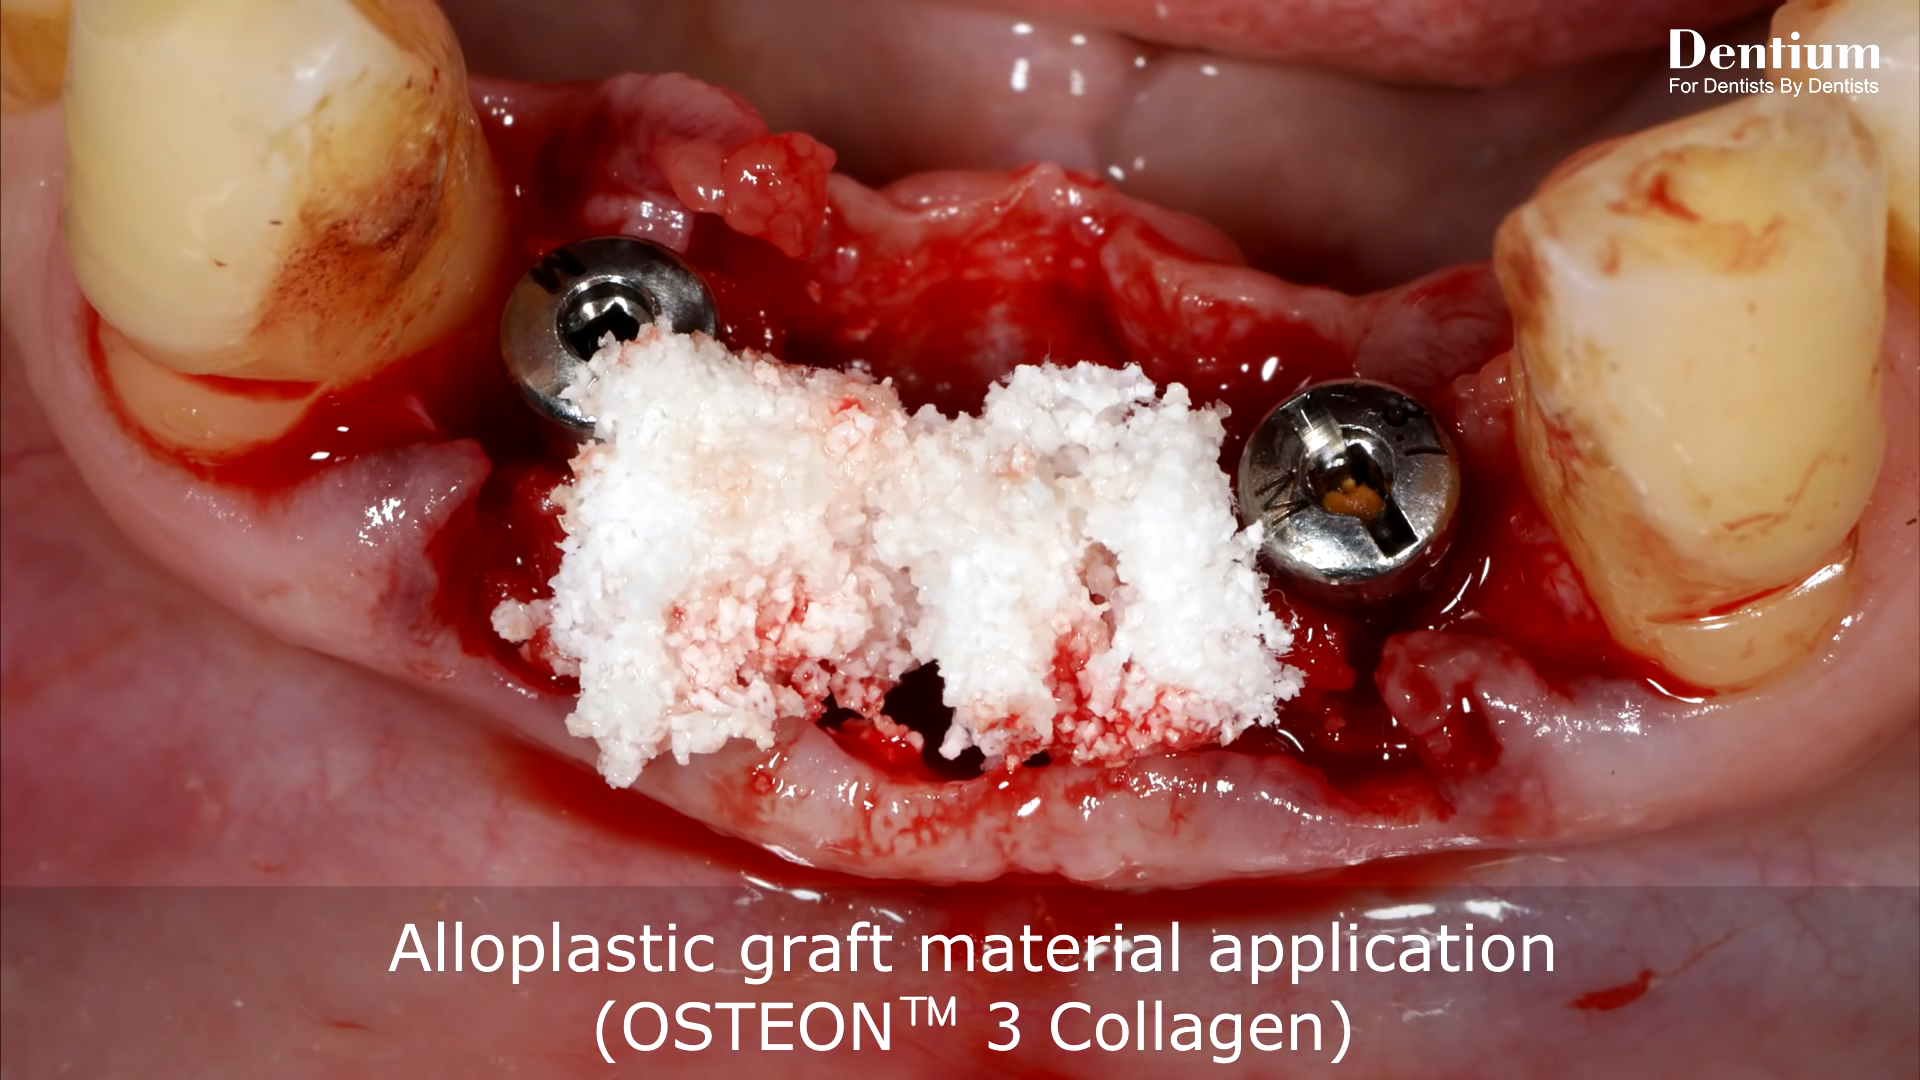 Dentium
For Dentists By Dentists
M
Alloplastic graft material application
(OSTEON™ 3 Collagen)